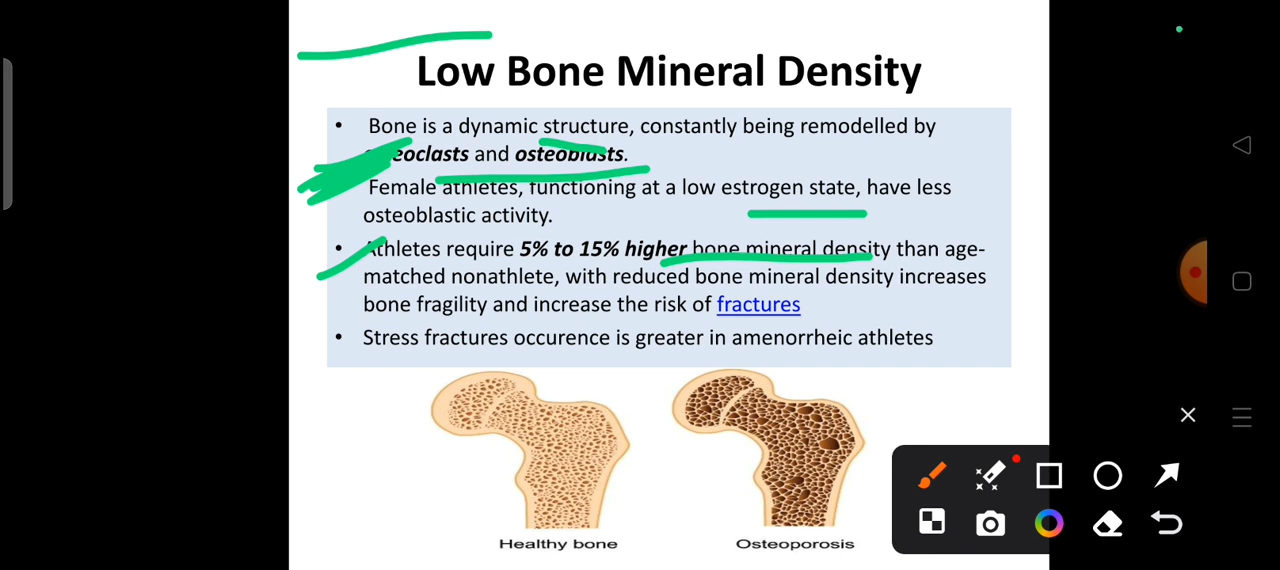 Low Bone Mineral Density
• Bone is a dynamic structure, constantly being remodelled by
osteoclasts and osteoblasts.
Female athletes, functioning at a low estrogen state, have less
osteoblastic activity.
• Athletes require 5% to 15% higher bone mineral density than age-
matched nonathlete, with reduced bone mineral density increases
bone fragility and increase the risk of fractures
• Stress fractures occurence is greater in amenorrheic athletes
Healthy bone
Osteoporosis